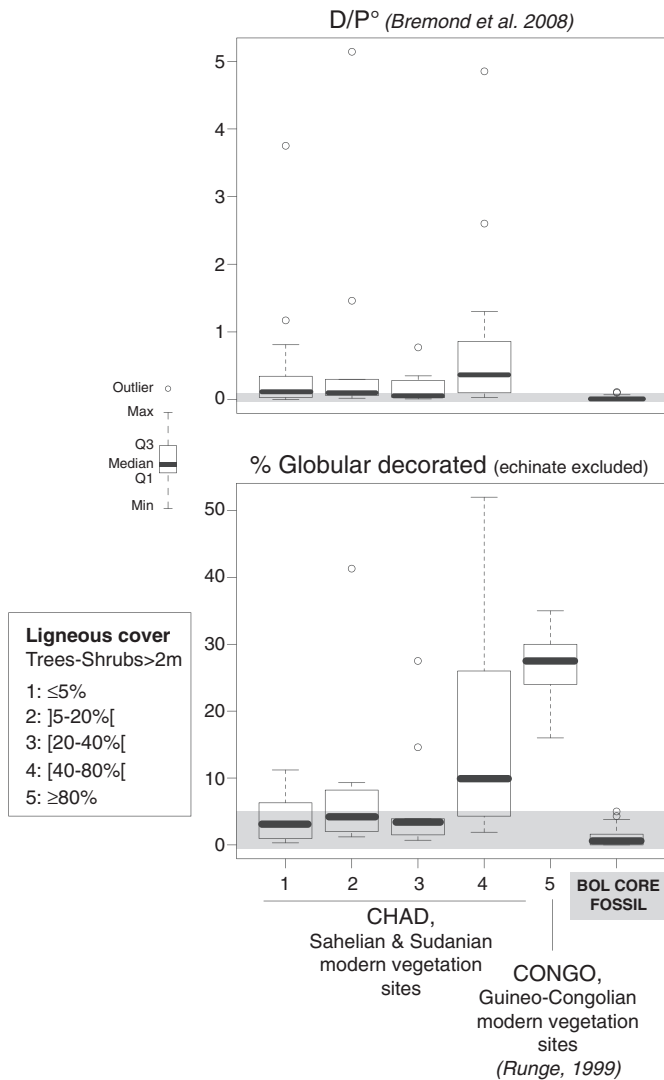 D/P° (Bremond et al. 2008)
5
4
3
2
1
0
Outlier
Max
Q3
Median
Q1
Min
% Globular decorated (echinate excluded)
50
40
30
20
10
0
Ligneous cover
Trees-Shrubs>2m
1: ≤5%
2: ]5-20%[
3: [20-40%[
4: [40-80%[
5: ≥80%
1 2 3 4 5 BOL CORE
FOSSIL
CHAD,
Sahelian & Sudanian
modern vegetation
sites
CONGO,
Guineo-Congolian
modern vegetation
sites
(Runge, 1999)